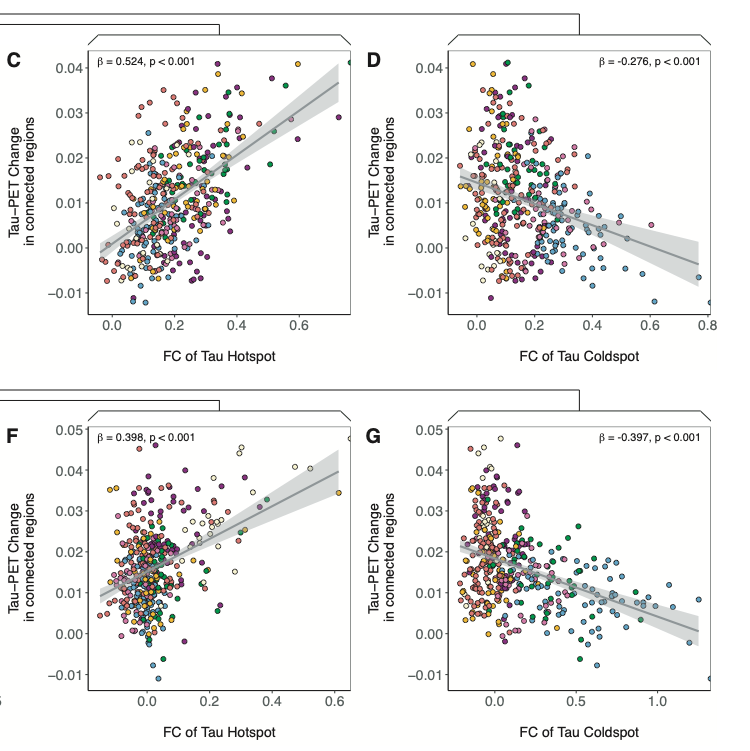 C
β = 0.524, p < 0.001
0.04
0.03
0.02
0.01
0.00
−0.01
Tau−PET Change
in connected regions
0.0 0.2 0.4 0.6
FC of Tau Hotspot
D
β = -0.276, p < 0.001
0.04
0.03
0.02
0.01
0.00
−0.01
Tau−PET Change
in connected regions
0.0 0.2 0.4 0.6 0.8
FC of Tau Coldspot
F
β = 0.398, p < 0.001
0.05
0.04
0.03
0.02
0.01
0.00
−0.01
Tau−PET Change
in connected regions
0.0 0.2 0.4 0.6
FC of Tau Hotspot
G
β = -0.397, p < 0.001
0.05
0.04
0.03
0.02
0.01
0.00
−0.01
Tau−PET Change
in connected regions
0.0 0.5 1.0
FC of Tau Coldspot